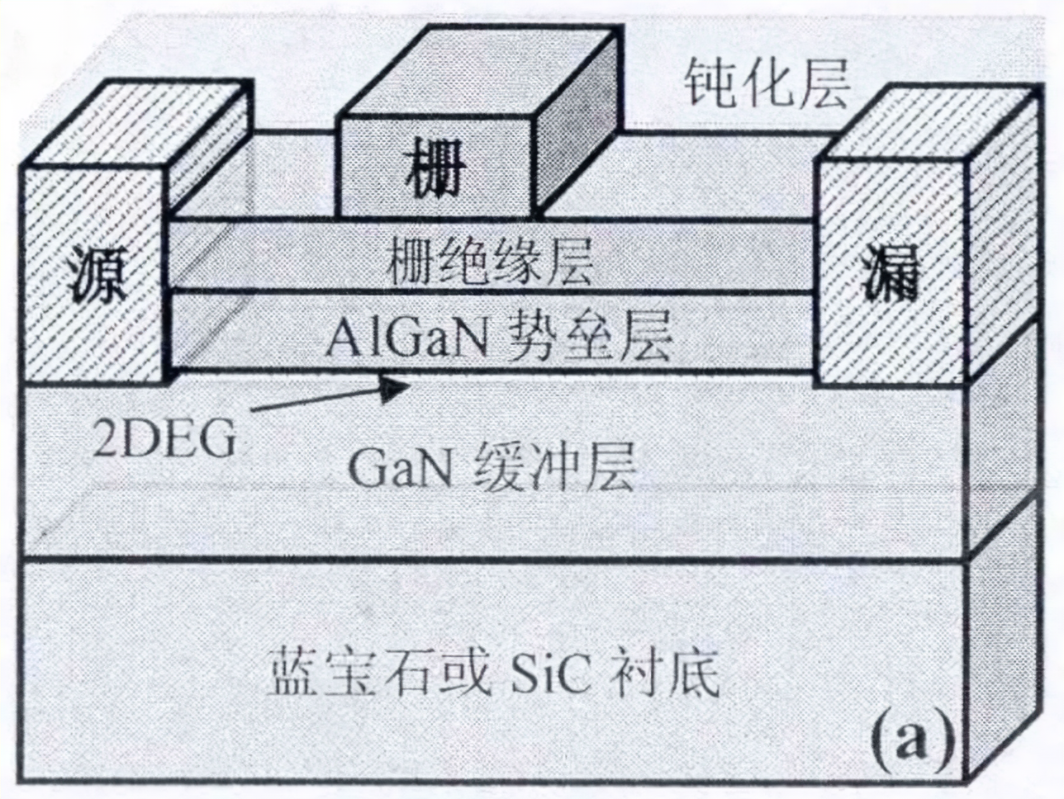 钝化层
栅
源
栅绝缘层
漏
AlGaN 势垒层
2DEG
GaN 缓冲层
蓝宝石或 SiC 衬底
(a)